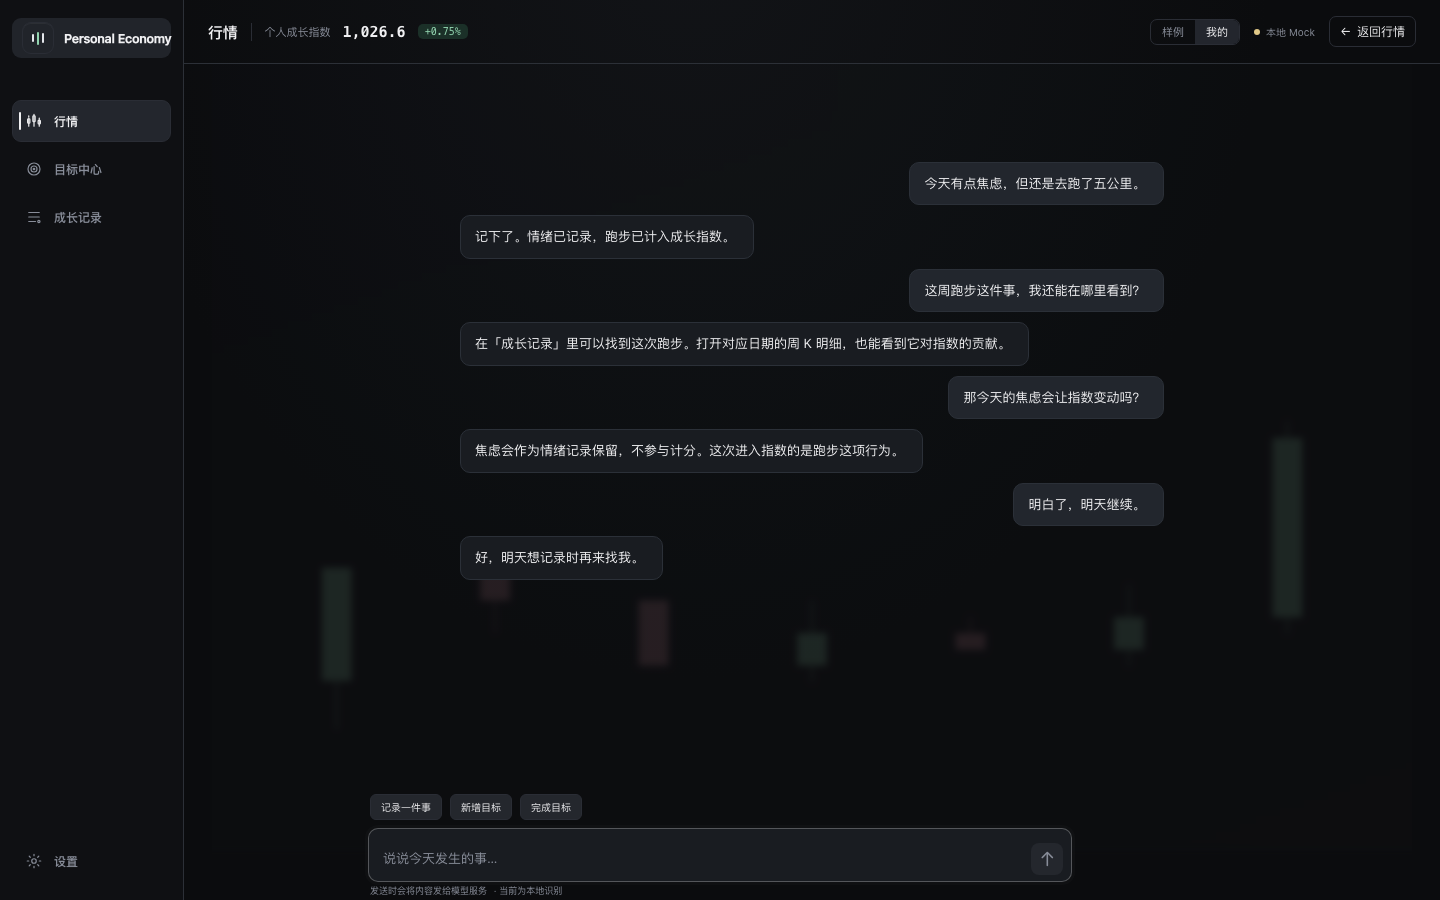 Personal Economy
行情
个人成长指数
1,026.6
+0.75%
样例
我的
本地 Mock
← 返回行情
行情
目标中心
成长记录
今天有点焦虑，但还是去跑了五公里。
记下了。情绪已记录，跑步已计入成长指数。
这周跑步这件事，我还能在哪里看到？
在「成长记录」里可以找到这次跑步。打开对应日期的周 K 明细，也能看到它对指数的贡献。
那今天的焦虑会让指数变动吗？
焦虑会作为情绪记录保留，不参与计分。这次进入指数的是跑步这项行为。
明白了，明天继续。
好，明天想记录时再来找我。
记录一件事
新增目标
完成目标
说说今天发生的事...
发送时会将内容发给模型服务 · 当前为本地识别
设置